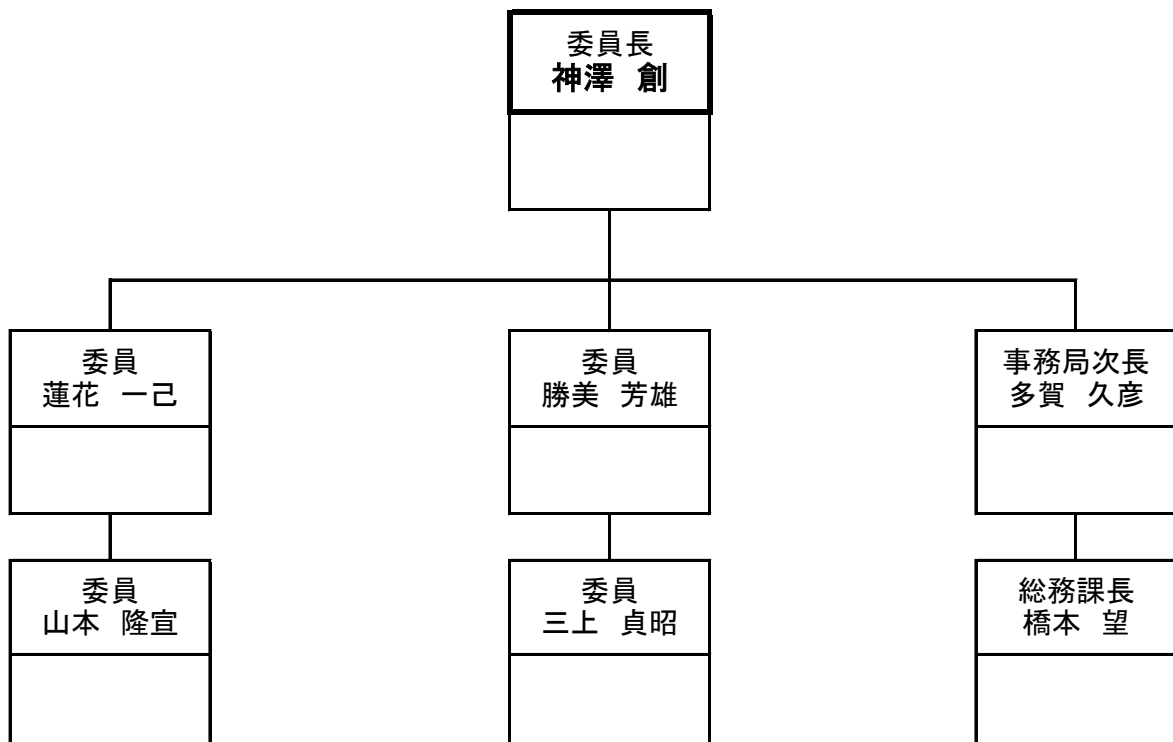 委員長
神澤 創
委員
蓮花 一己
委員
勝美 芳雄
事務局次長
多賀 久彦
委員
山本 隆宣
委員
三上 貞昭
総務課長
橋本 望